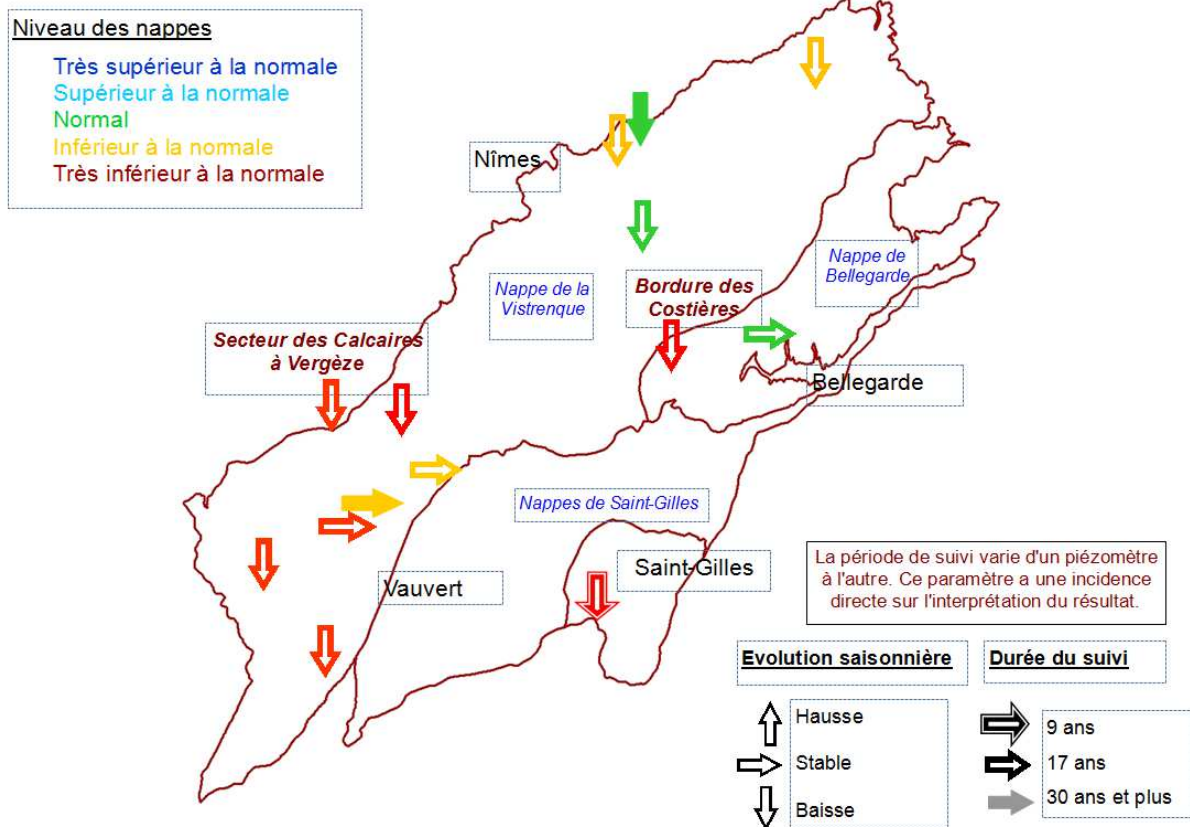 Niveau des nappes
Très supérieur à la normale
Supérieur à la normale
Normal
Inférieur à la normale
Très inférieur à la normale
Nîmes
Nappe de
Bellegarde
Nappe de la
Vistrenque
Bordure des
Costières
Secteur des Calcaires
à Vergèze
Bellegarde
Nappes de Saint-Gilles
Saint-Gilles
Vauvert
La période de suivi varie d'un piézomètre
à l'autre. Ce paramètre a une incidence
directe sur l'interprétation du résultat.
Evolution saisonnière
Hausse
Stable
Baisse
Durée du suivi
9 ans
17 ans
30 ans et plus